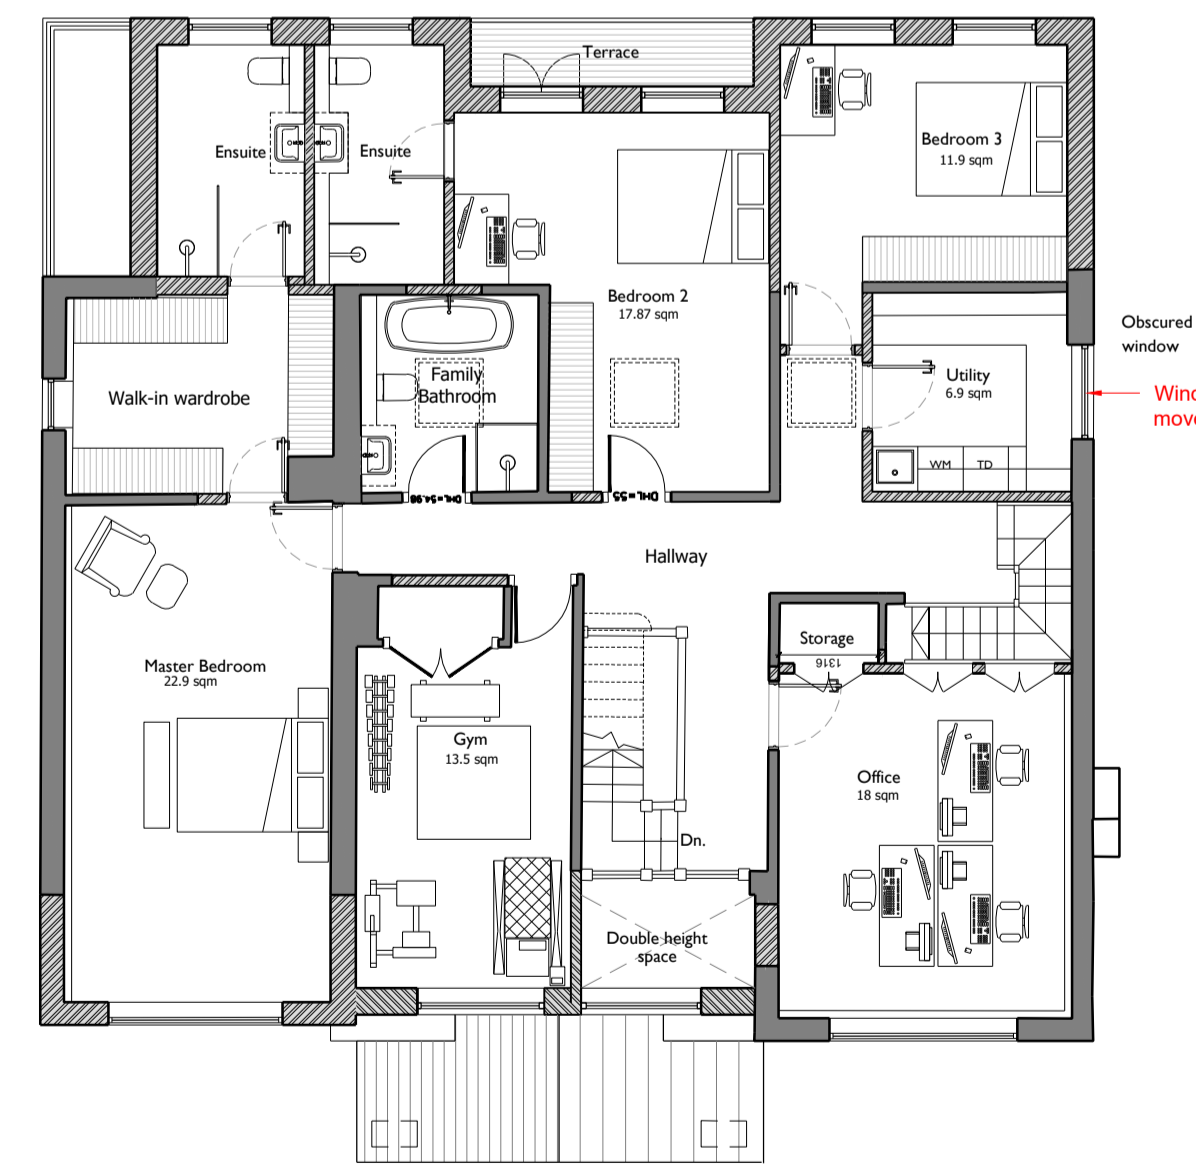 Terrace
Ensuite
Ensuite
Bedroom 3
11.9 sqm
Bedroom 2
17.87 sqm
Obscured
window
Walk-in wardrobe
Family
Bathroom
Utility
6.9 sqm
WM
TD
DHL=54.98
DHL=55
Hallway
Storage
1316
Master Bedroom
22.9 sqm
Gym
13.5 sqm
Office
18 sqm
Dn.
Double height
space